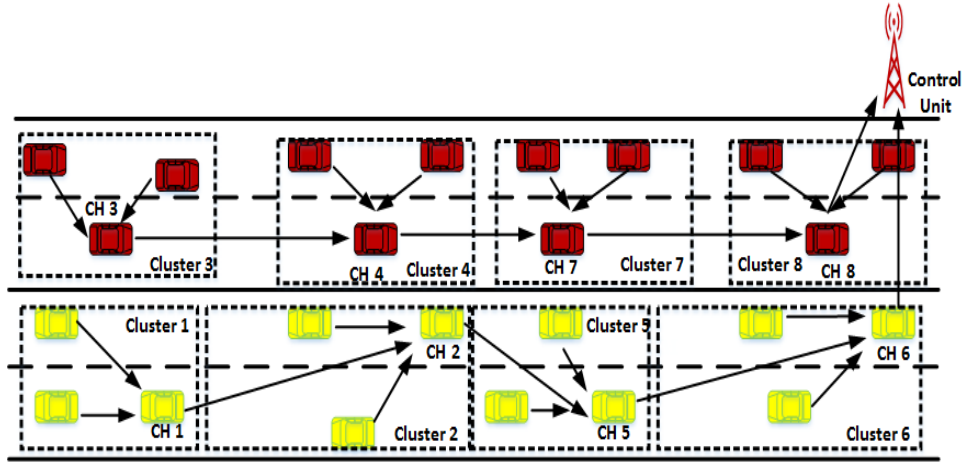 Control
Unit
CH 3
Cluster 3
CH 4
Cluster 4
CH 7
Cluster 7
Cluster 8
CH 8
Cluster 1
CH 1
CH 2
Cluster 2
Cluster 5
CH 5
CH 6
Cluster 6